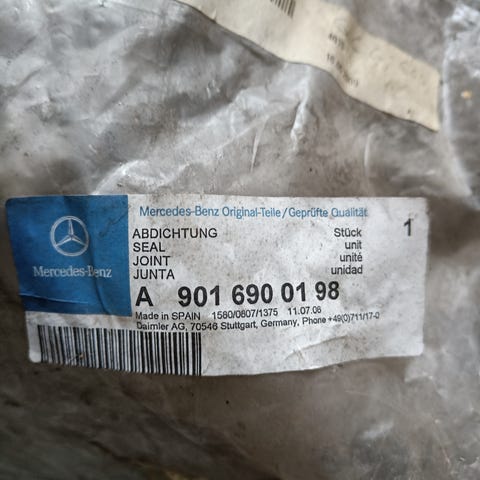 Mercedes-Benz Original-Teile/Geprüfte Qualität
ABDICHTUNG Stück 1
SEAL unit
JOINT unité
JUNTA unidad
Mercedes-Benz
A 901 690 01 98
Made in SPAIN 1580/0807/1375 11.07.08
Daimler AG, 70546 Stuttgart, Germany, Phone +49(0)711/17-0